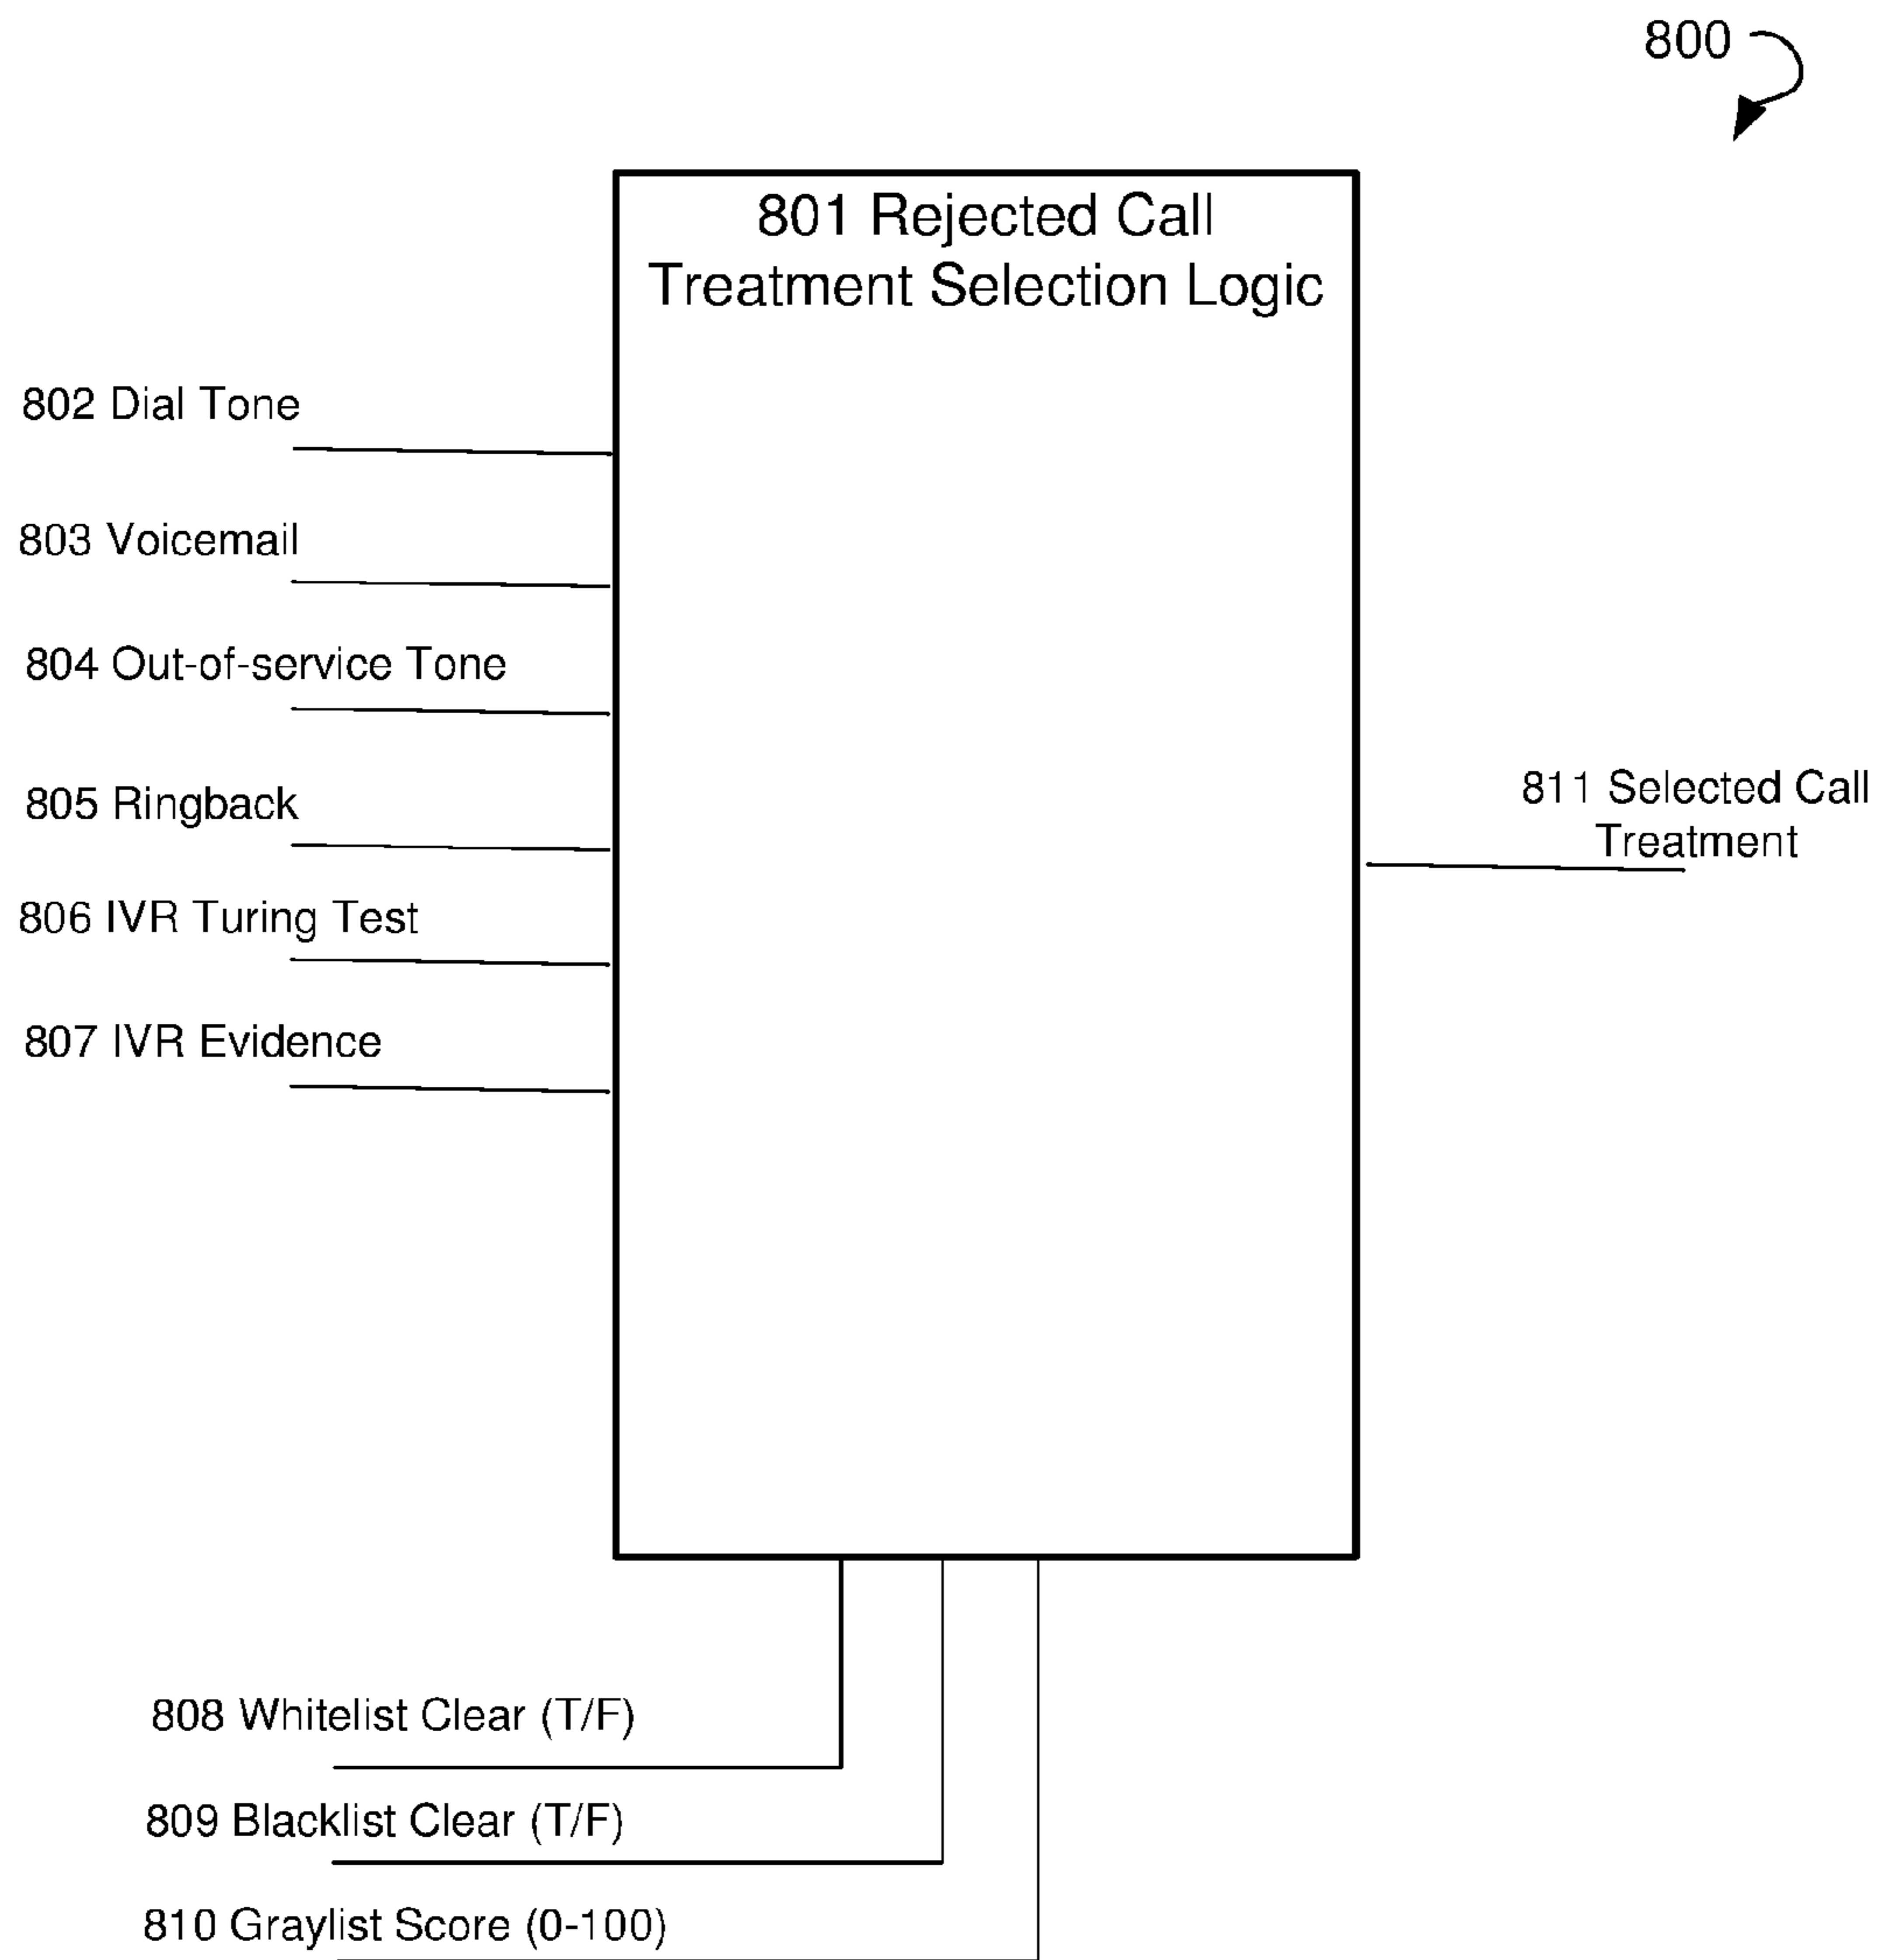 800
801 Rejected Call
Treatment Selection Logic
802 Dial Tone
803 Voicemail
804 Out-of-service Tone
805 Ringback
811 Selected Call
Treatment
806 IVR Turing Test
807 IVR Evidence
808 Whitelist Clear (T/F)
809 Blacklist Clear (T/F)
810 Graylist Score (0-100)